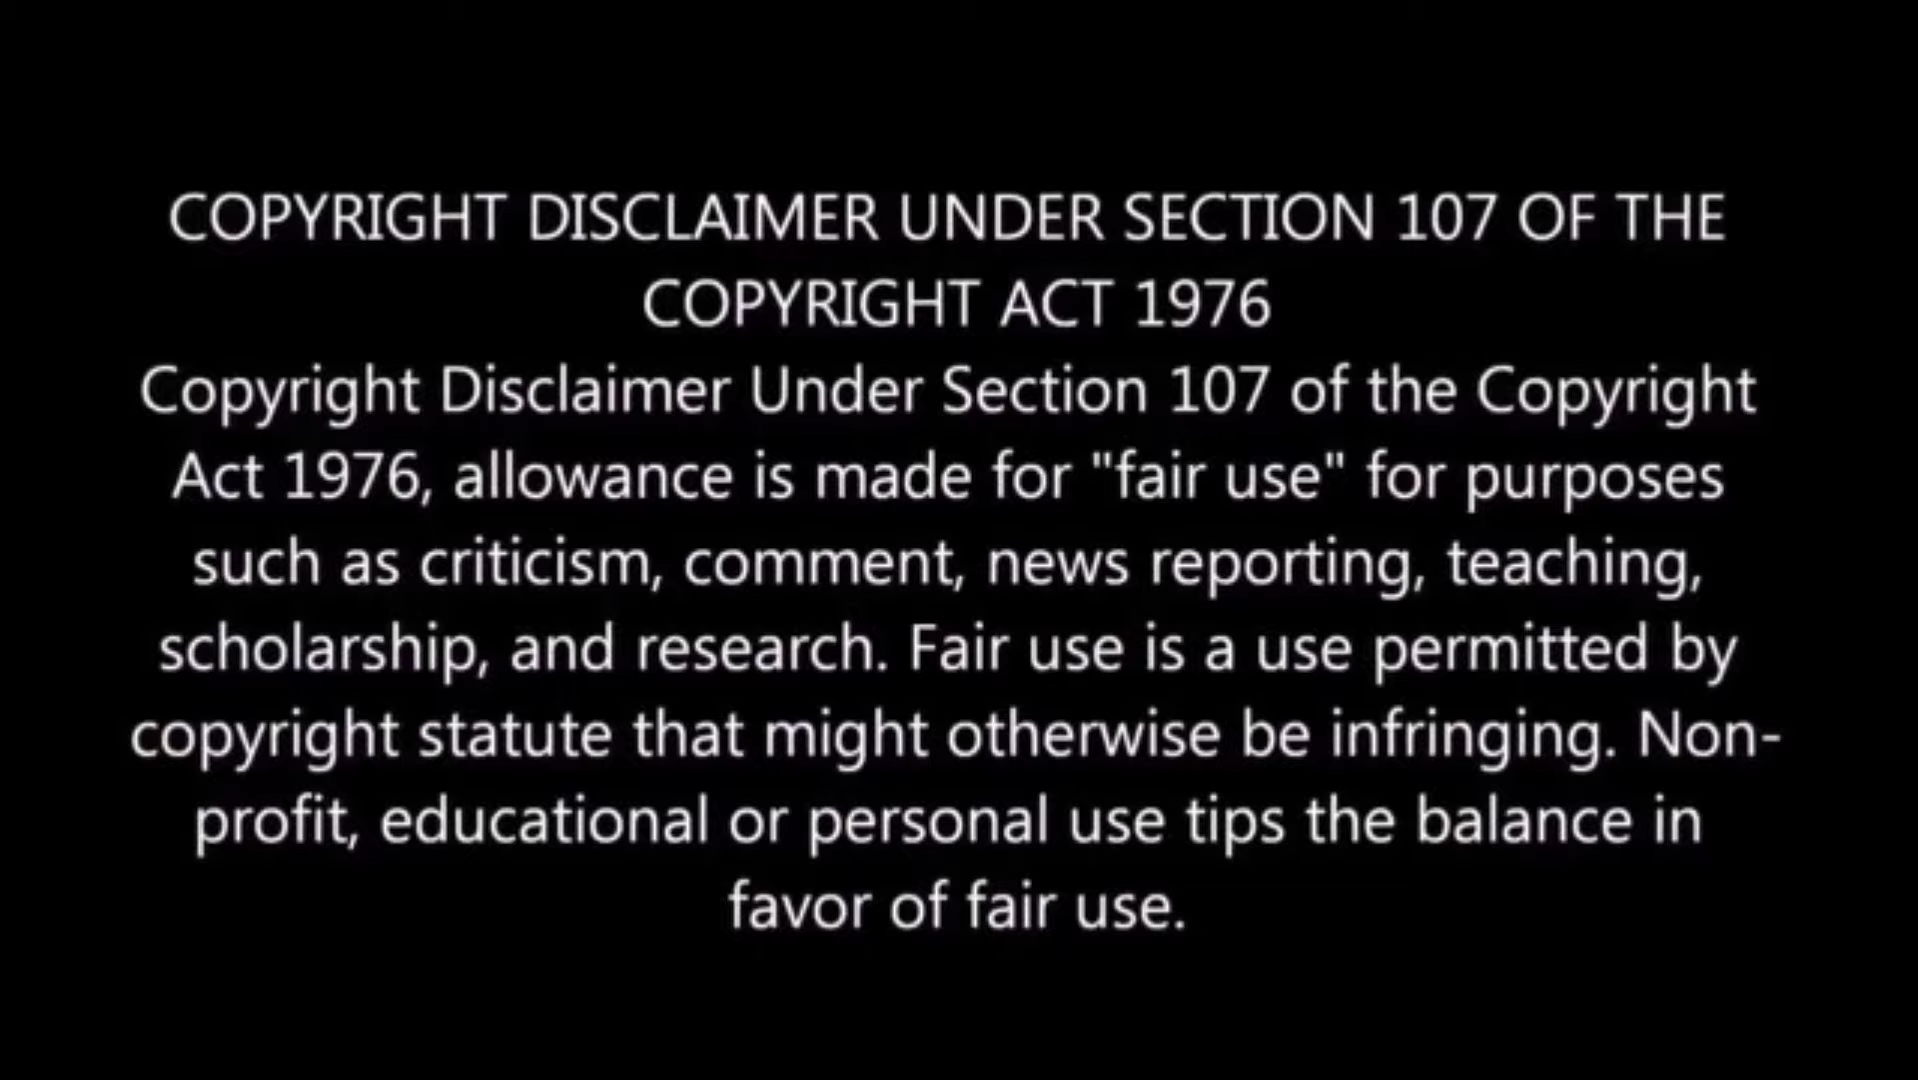 COPYRIGHT DISCLAIMER UNDER SECTION 107 OF THE
COPYRIGHT ACT 1976
Copyright Disclaimer Under Section 107 of the Copyright
Act 1976, allowance is made for "fair use" for purposes
such as criticism, comment, news reporting, teaching,
scholarship, and research. Fair use is a use permitted by
copyright statute that might otherwise be infringing. Non-
profit, educational or personal use tips the balance in
favor of fair use.